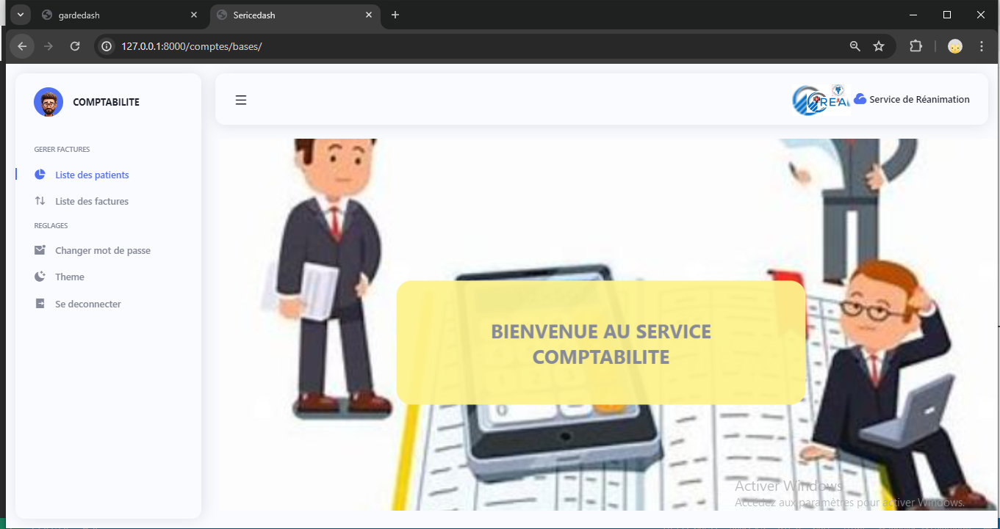 gardedash
Sericedash
127.0.0.1:8000/comptes/bases/
COMPTABILITE
REA
Service de Réanimation
GERER FACTURES
Liste des patients
Liste des factures
REGLAGES
Changer mot de passe
Theme
Se deconnecter
BIENVENUE AU SERVICE
COMPTABILITE
0
Activer Windows
Accédez aux paramètres pour activer Windows.